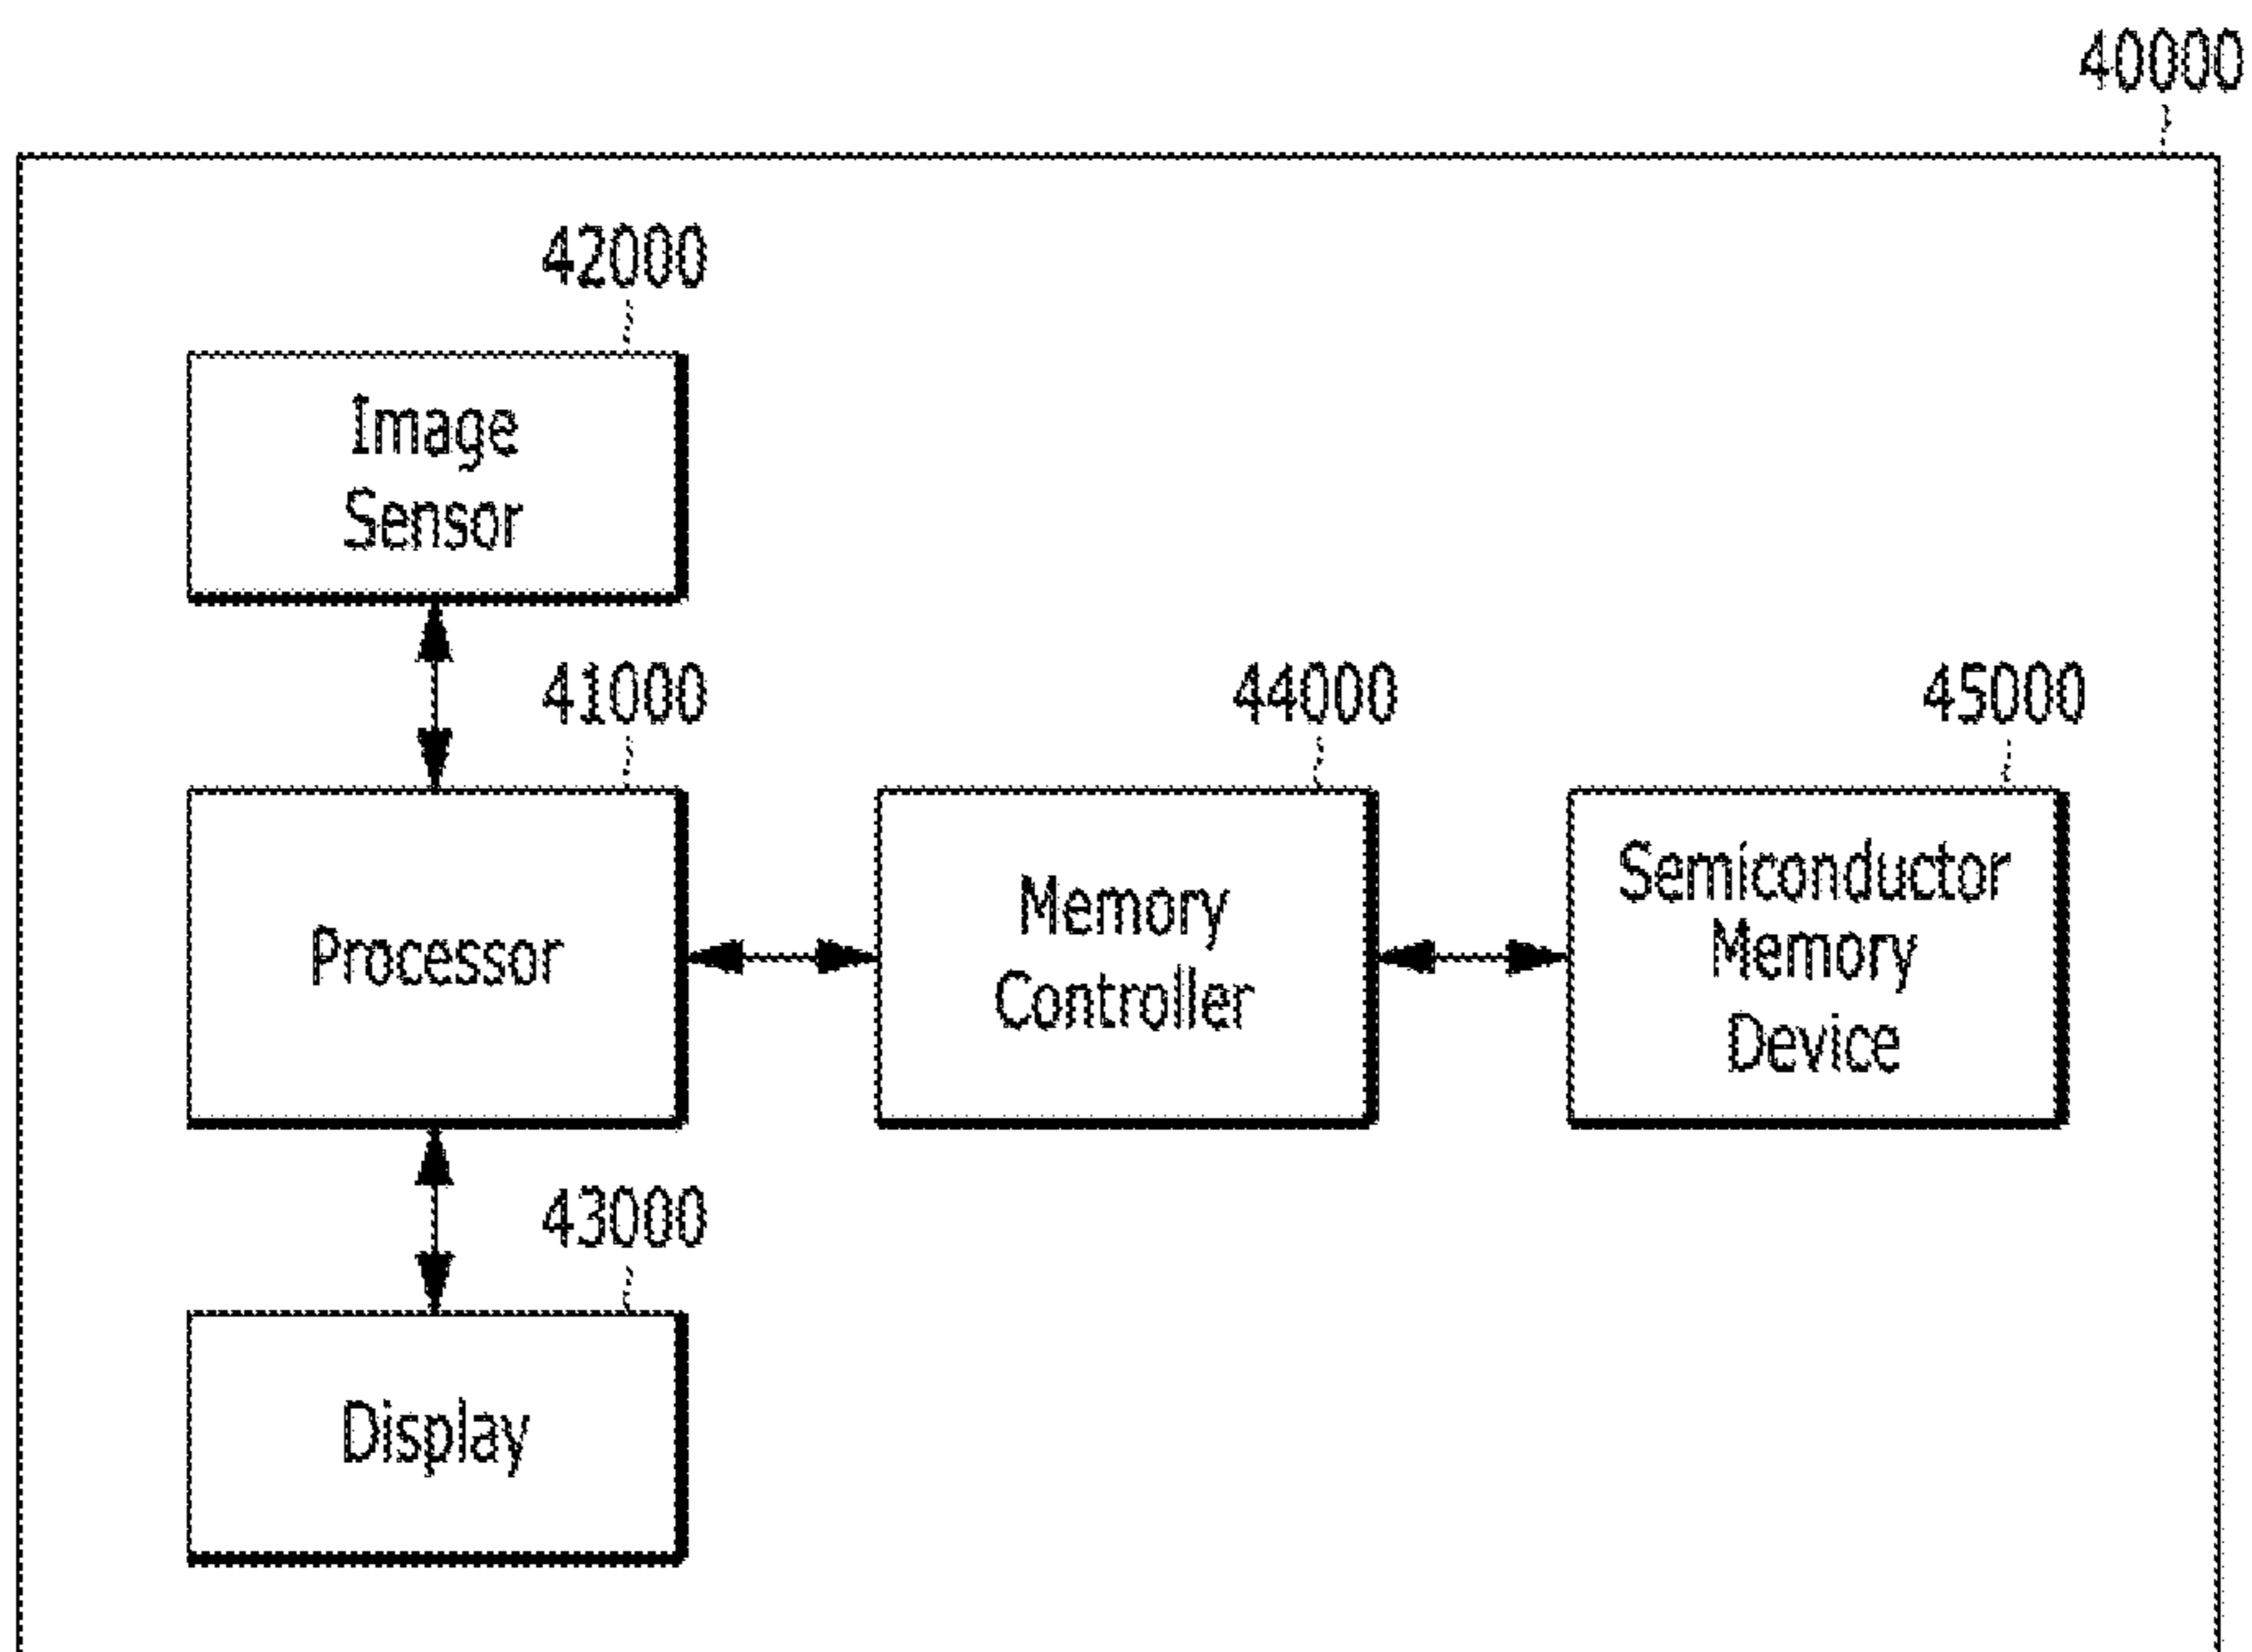 40000
42000
Image
Sensor
41000
44000
45000
Processor
Memory
Controller
Semiconductor
Memory
Device
43000
Display